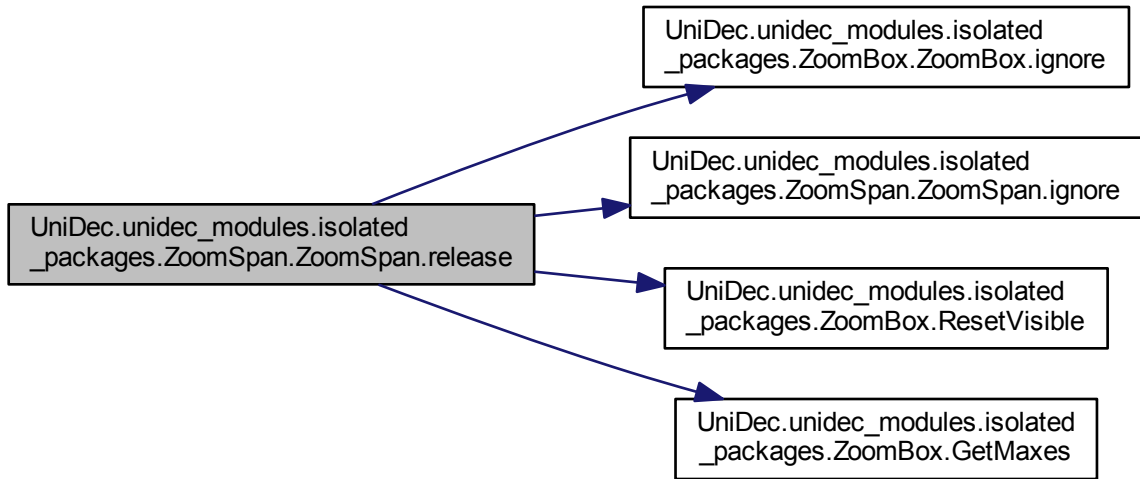 UniDec.unidec_modules.isolated
_packages.ZoomBox.ZoomBox.ignore
UniDec.unidec_modules.isolated
_packages.ZoomSpan.ZoomSpan.ignore
UniDec.unidec_modules.isolated
_packages.ZoomSpan.ZoomSpan.release
UniDec.unidec_modules.isolated
_packages.ZoomBox.ResetVisible
UniDec.unidec_modules.isolated
_packages.ZoomBox.GetMaxes